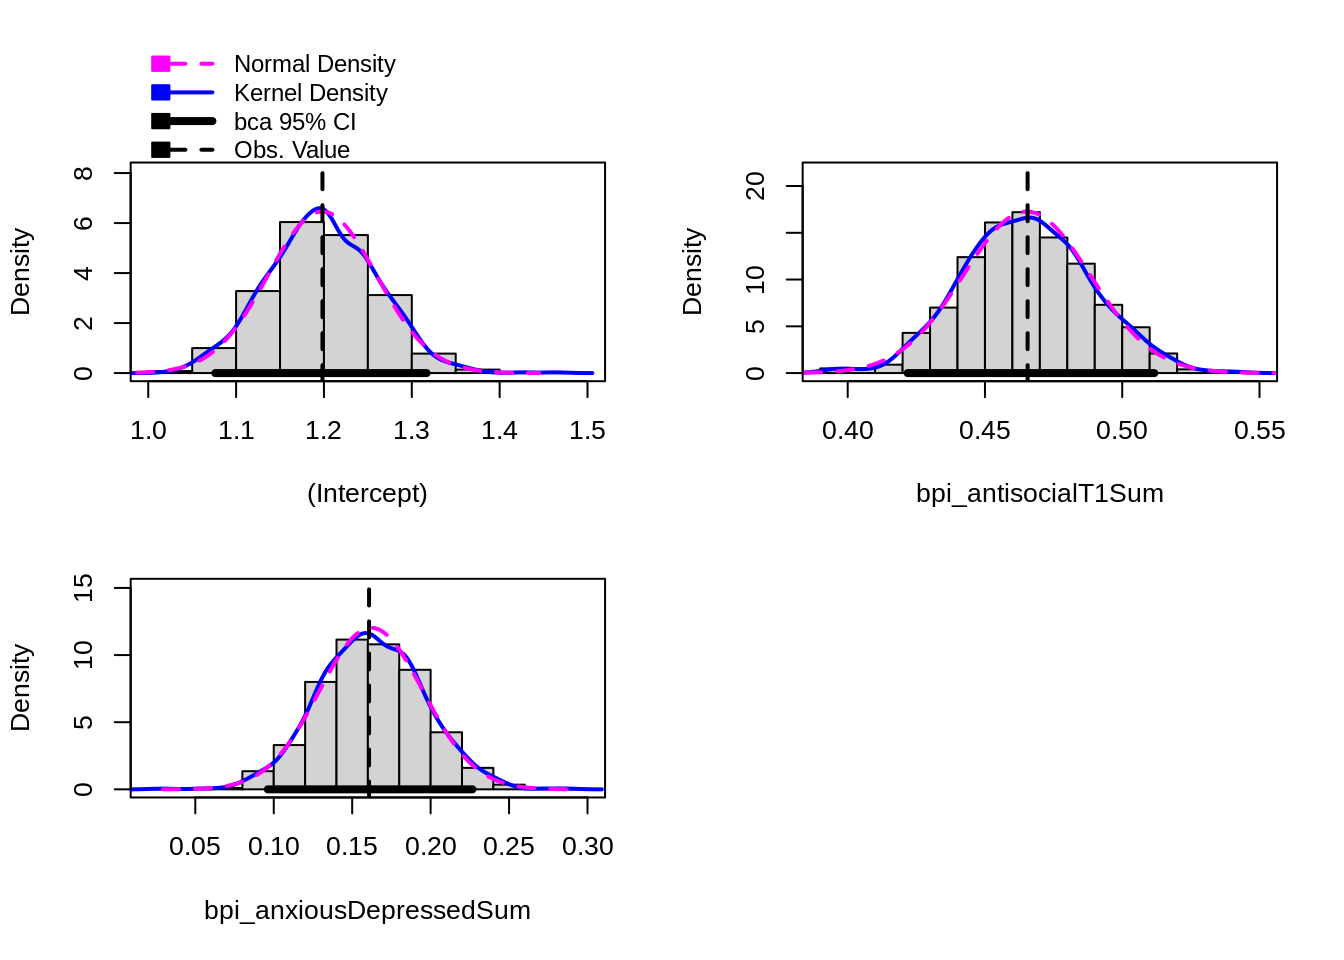 Normal Density
Kernel Density
bca 95% CI
Obs. Value
Density
8
6
4
2
0
1.0 1.1 1.2 1.3 1.4 1.5
(Intercept)
Density
20
10
5
0
0.40 0.45 0.50 0.55
bpi_antisocialT1Sum
Density
15
10
5
0
0.05 0.10 0.15 0.20 0.25 0.30
bpi_anxiousDepressedSum